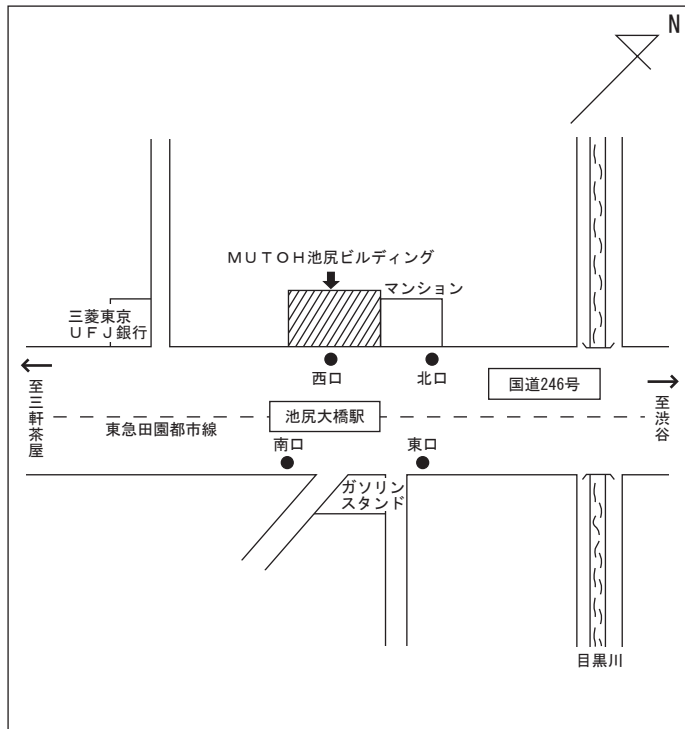 N
MUTOH池尻ビルディング
マンション
三菱東京
UFJ銀行
西口
北口
国道246号
至三軒茶屋
至渋谷
池尻大橋駅
東急田園都市線
南口
東口
ガソリン
スタンド
目黒川